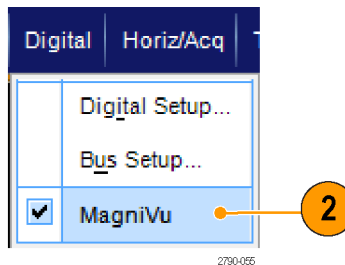 Digital Horiz/Acq
Digital Setup...
Bus Setup...
MagniVu
2
2790-055